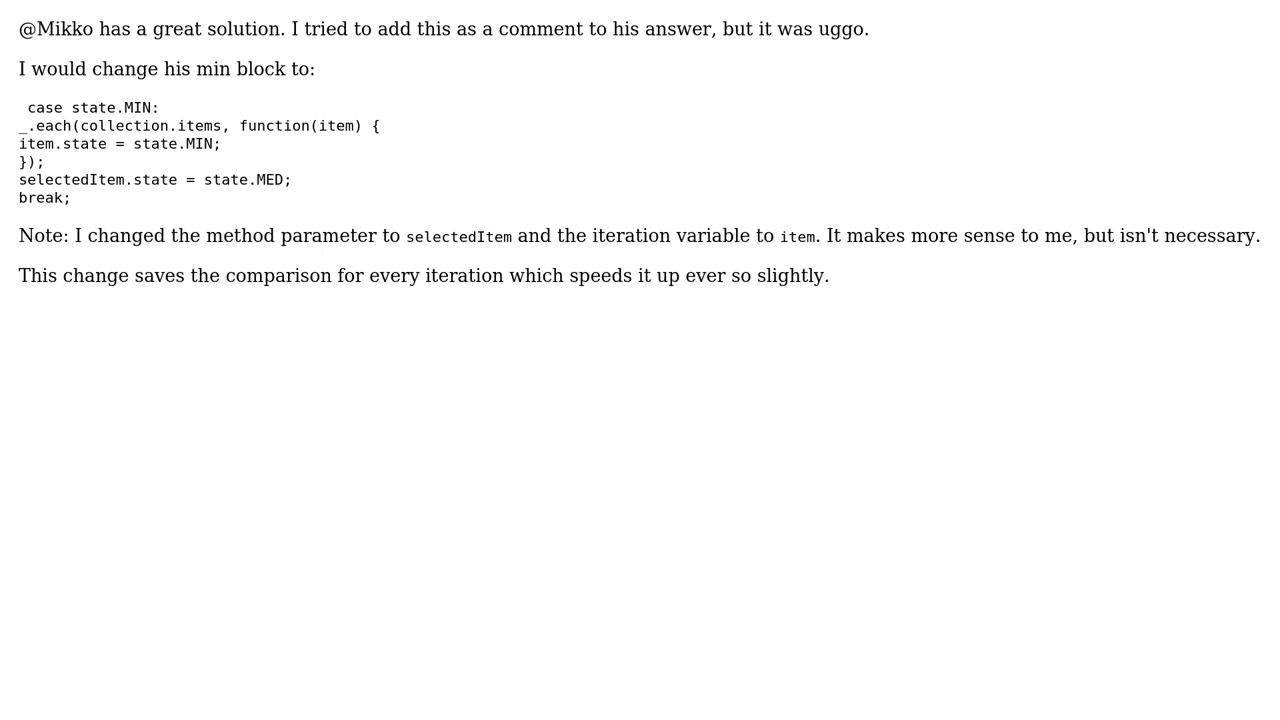 @Mikko has a great solution. I tried to add this as a comment to his answer, but it was uggo.
I would change his min block to:
case state.MIN:
_.each(collection.items, function(item) {
item.state = state.MIN;
});
selectedItem.state = state.MED;
break;
Note: I changed the method parameter to selectedItem and the iteration variable to item. It makes more sense to me, but isn't necessary.
This change saves the comparison for every iteration which speeds it up ever so slightly.